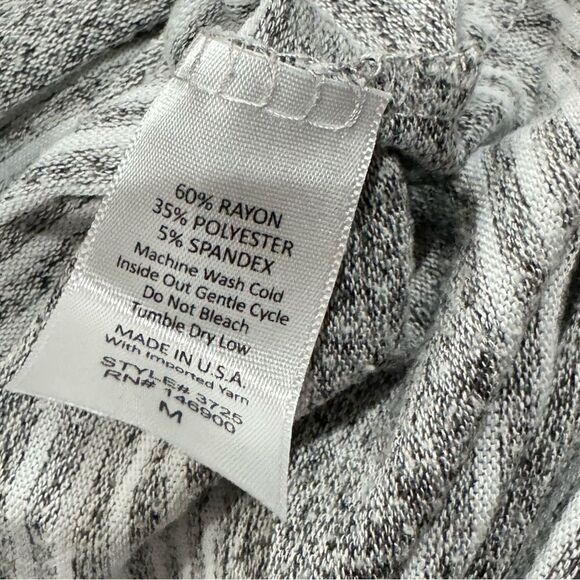 60% RAYON
35% POLYESTER
5% SPANDEX
Machine Wash Cold
Inside Out Gentle Cycle
Do Not Bleach
Tumble Dry Low
MADE IN U.S.A.
With Imported Yarn
STYLE# 3725
RN# 146900
M